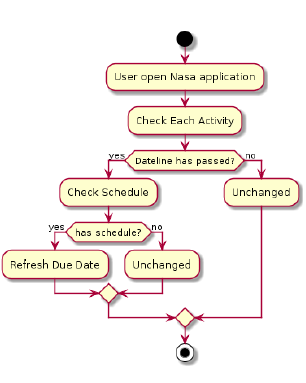 User open Nasa application
Check Each Activity
yes
Dateline has passed?
no
Check Schedule
Unchanged
yes
has schedule?
no
Refresh Due Date
Unchanged